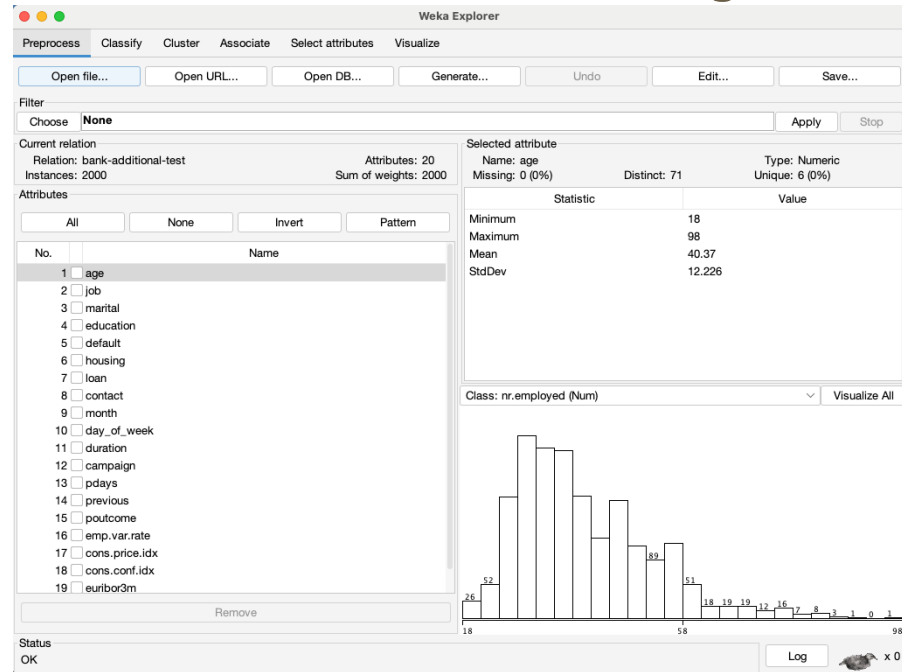 Weka Explorer
Preprocess Classify Cluster Associate Select attributes Visualize
Open file... Open URL... Open DB... Generate... Undo Edit... Save...
Filter
Choose None Apply Stop
Current relation
Relation: bank-additional-test Attributes: 20
Instances: 2000 Sum of weights: 2000
Attributes
All None Invert Pattern
No. Name
1 age
2 job
3 marital
4 education
5 default
6 housing
7 loan
8 contact
9 month
10 day_of_week
11 duration
12 campaign
13 pdays
14 previous
15 poutcome
16 emp.var.rate
17 cons.price.idx
18 cons.conf.idx
19 euribor3m
Remove
Selected attribute
Name: age Type: Numeric
Missing: 0 (0%) Distinct: 71 Unique: 6 (0%)
Statistic Value
Minimum 18
Maximum 98
Mean 40.37
StdDev 12.226
Class: nr.employed (Num) Visualize All
26 52 89 51 18 19 19 12 16 7 8 3 1 0 1
18 58 98
Status
OK Log x 0